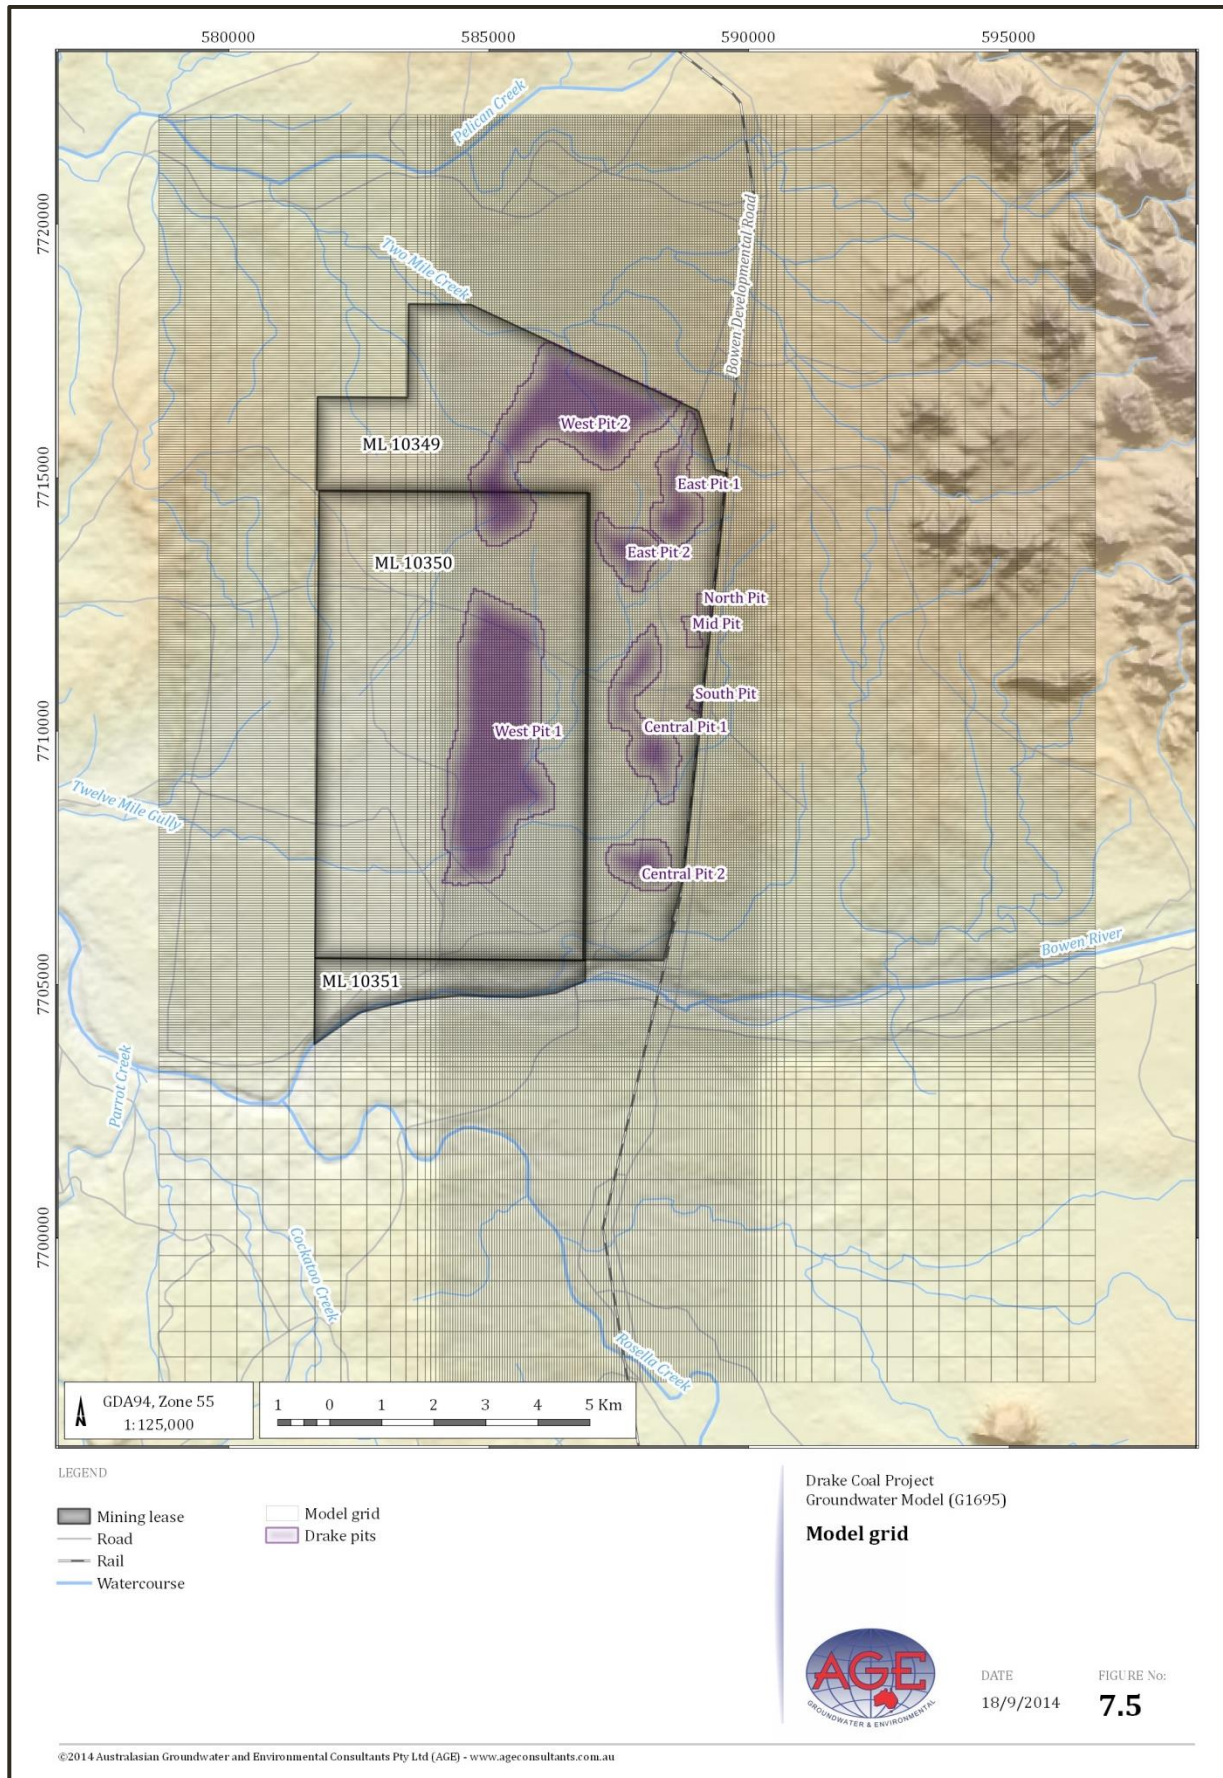 580000
585000
590000
595000
Pelican Creek
7720000
Two Mile Creek
Bowen Developmental Road
West Pit 2
ML 10349
7715000
East Pit 1
East Pit 2
ML 10350
North Pit
Mid Pit
South Pit
Central Pit 1
West Pit 1
7710000
Twelve Mile Gully
Central Pit 2
Bowen River
ML 10351
7705000
Parrot Creek
Cockatoo Creek
7700000
Rosella Creek
N
GDA94, Zone 55
1:125,000
1 0 1 2 3 4 5 Km
LEGEND
Mining lease
Road
Rail
Watercourse
Model grid
Drake pits
Drake Coal Project
Groundwater Model (G1695)
Model grid
AGE
GROUNDWATER & ENVIRONMENTAL
DATE
18/9/2014
FIGURE No:
7.5
©2014 Australasian Groundwater and Environmental Consultants Pty Ltd (AGE) - www.ageconsultants.com.au